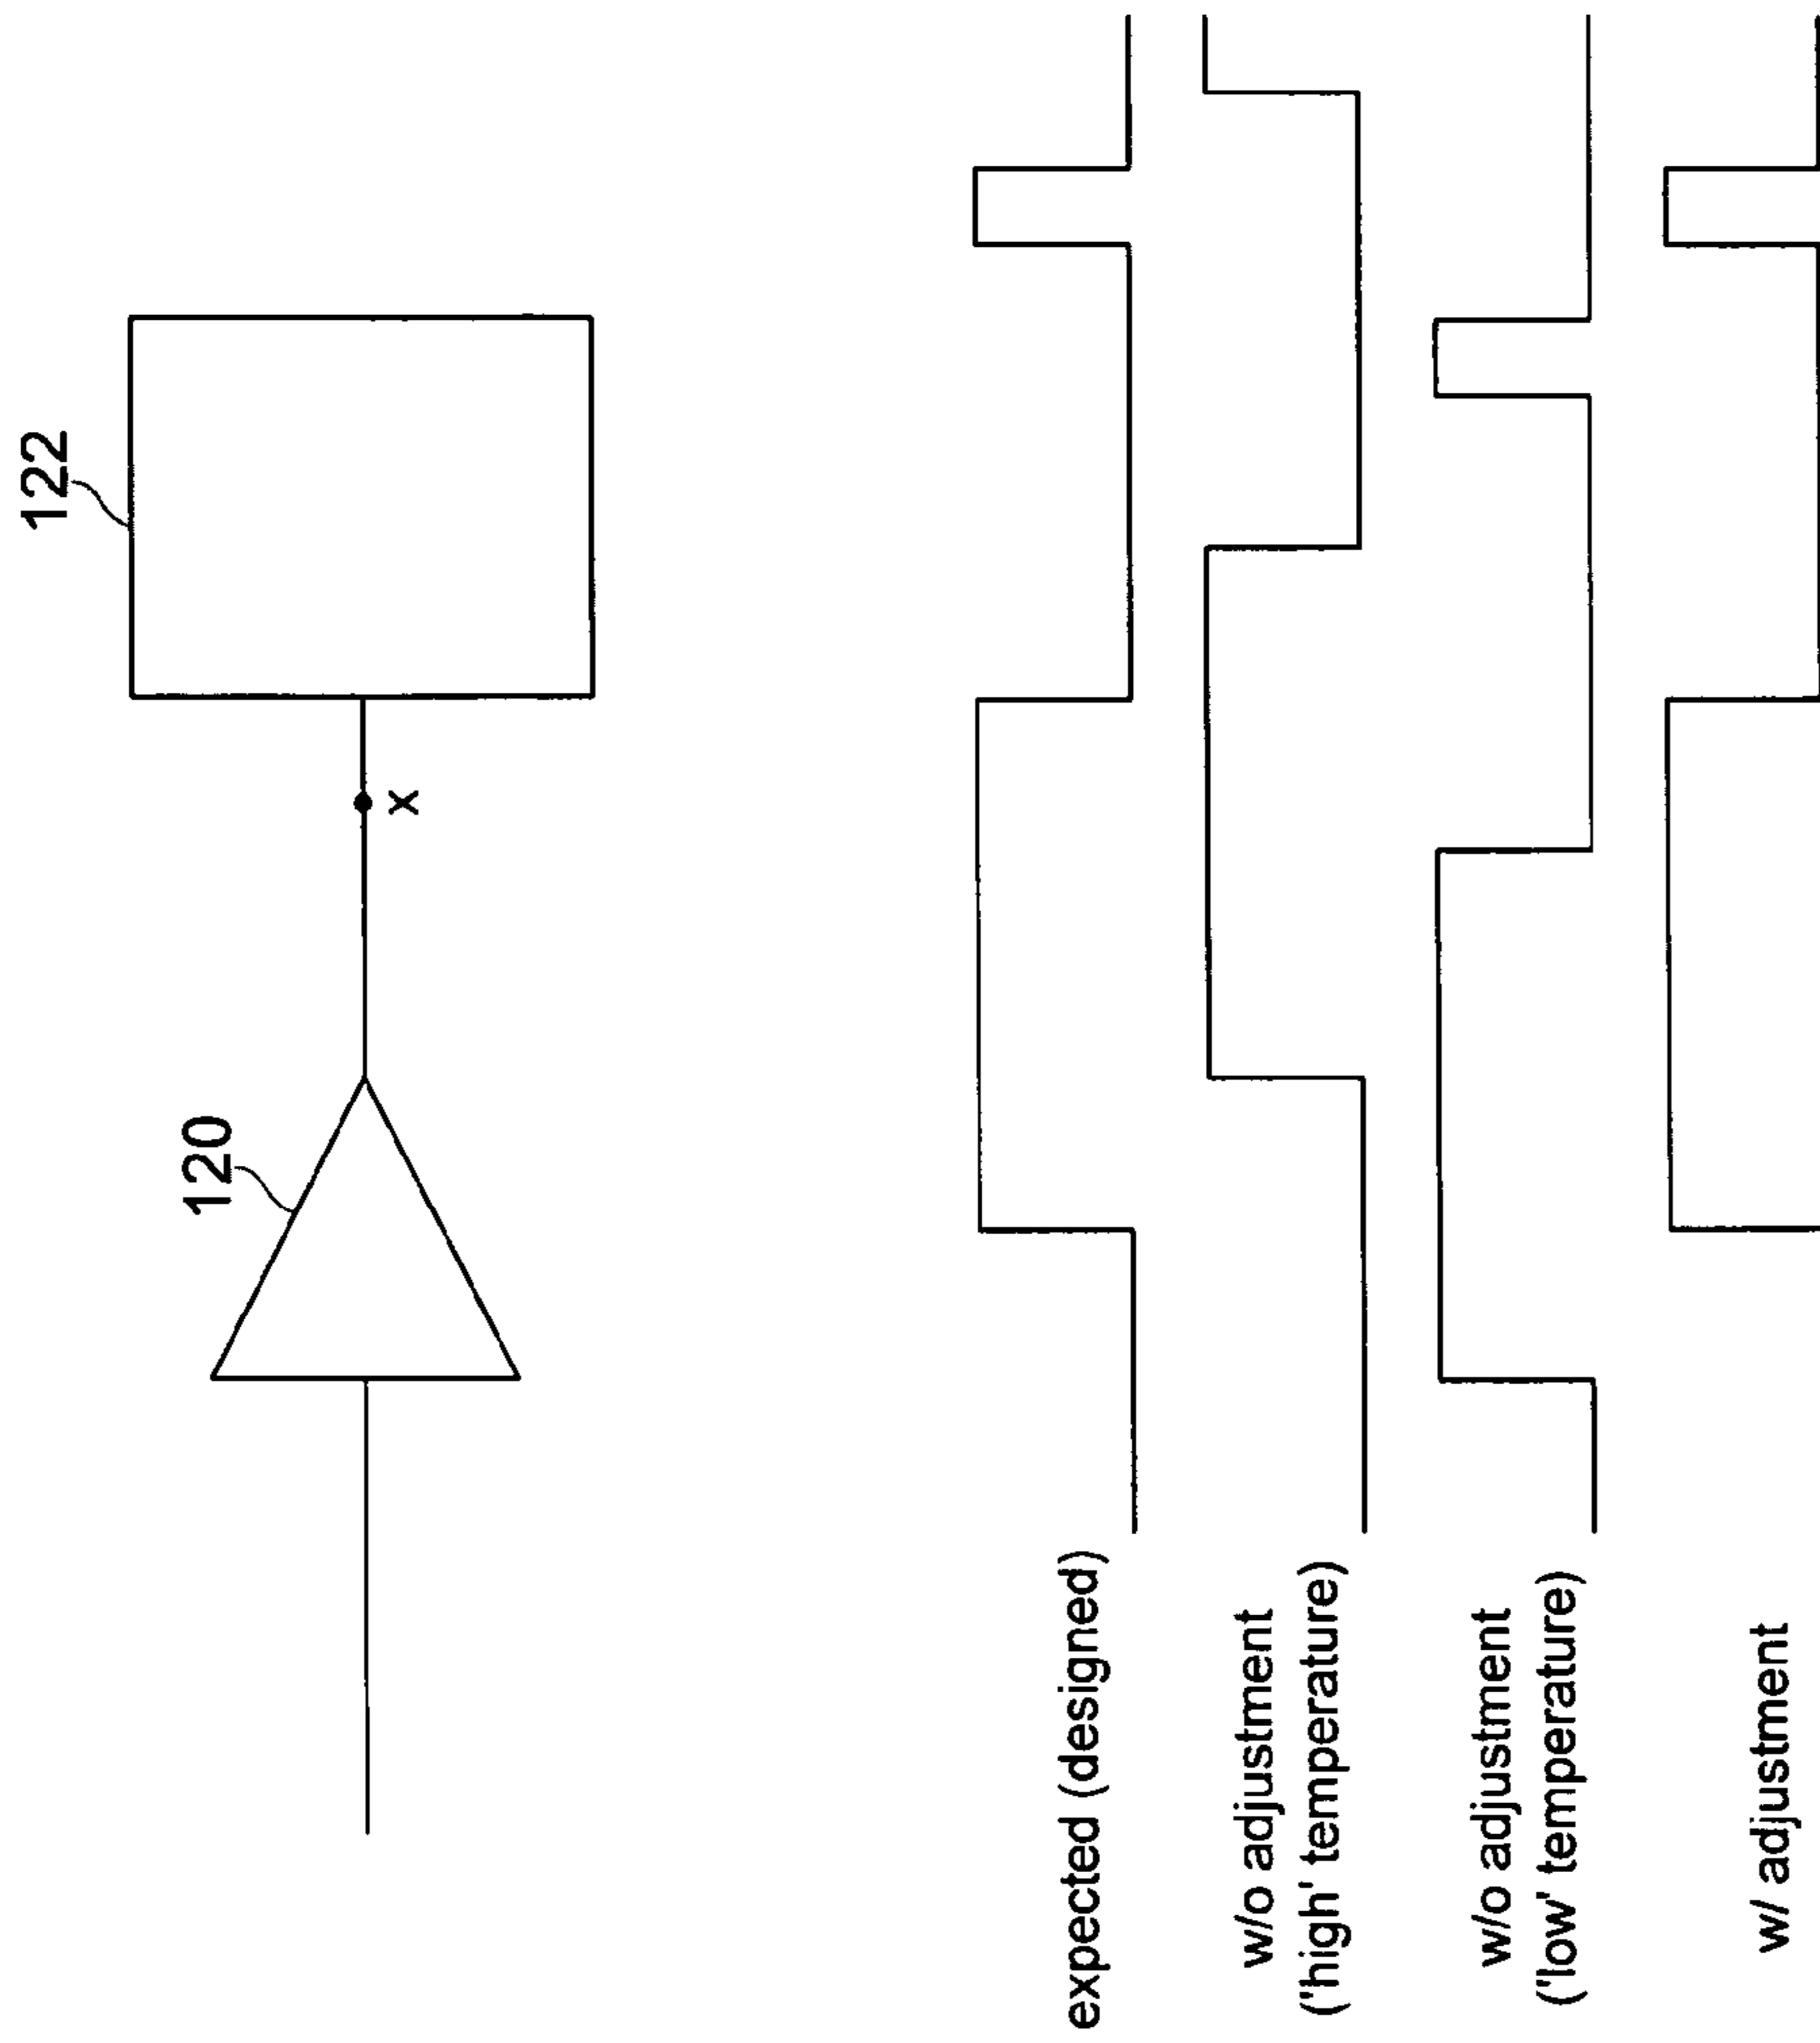 122
120
x
expected (designed)
w/o adjustment
('high' temperature)
w/o adjustment
('low' temperature)
w/ adjustment